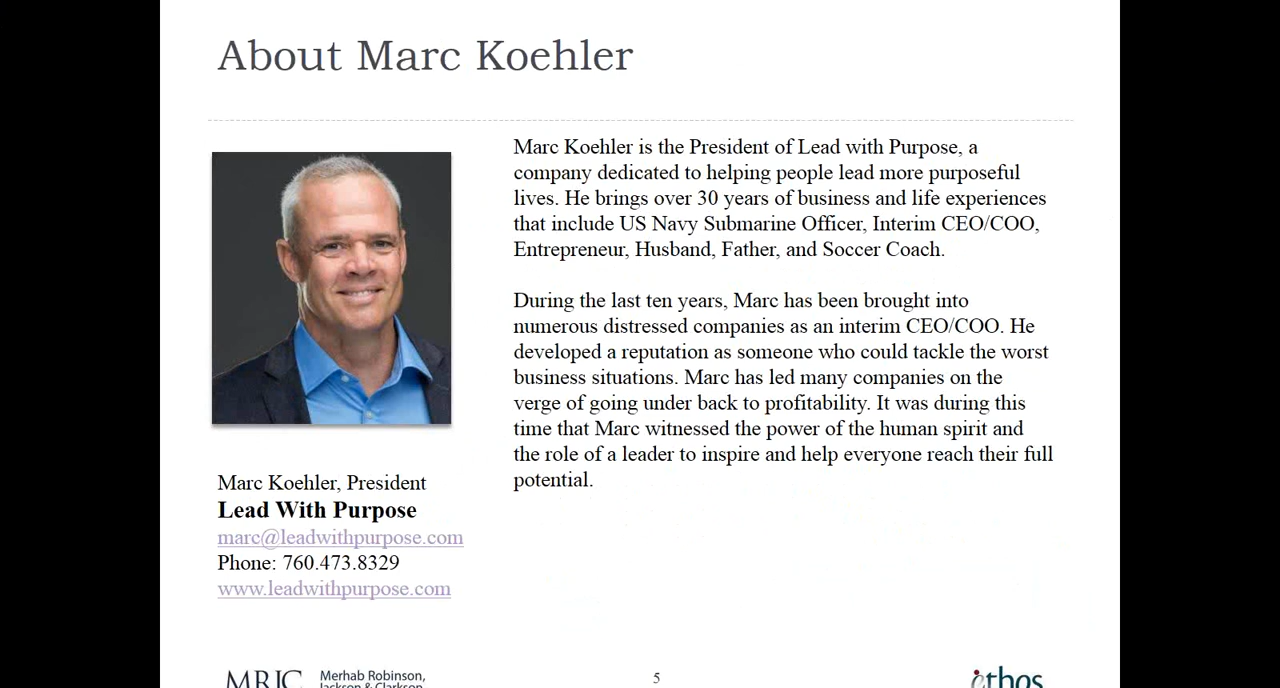 About Marc Koehler
Marc Koehler is the President of Lead with Purpose, a
company dedicated to helping people lead more purposeful
lives. He brings over 30 years of business and life experiences
that include US Navy Submarine Officer, Interim CEO/COO,
Entrepreneur, Husband, Father, and Soccer Coach.
During the last ten years, Marc has been brought into
numerous distressed companies as an interim CEO/COO. He
developed a reputation as someone who could tackle the worst
business situations. Marc has led many companies on the
verge of going under back to profitability. It was during this
time that Marc witnessed the power of the human spirit and
the role of a leader to inspire and help everyone reach their full
potential.
Marc Koehler, President
Lead With Purpose
marc@leadwithpurpose.com
Phone: 760.473.8329
www.leadwithpurpose.com
MRJC
Merhab Robinson,
Jackson & Clarkson
5
ethos